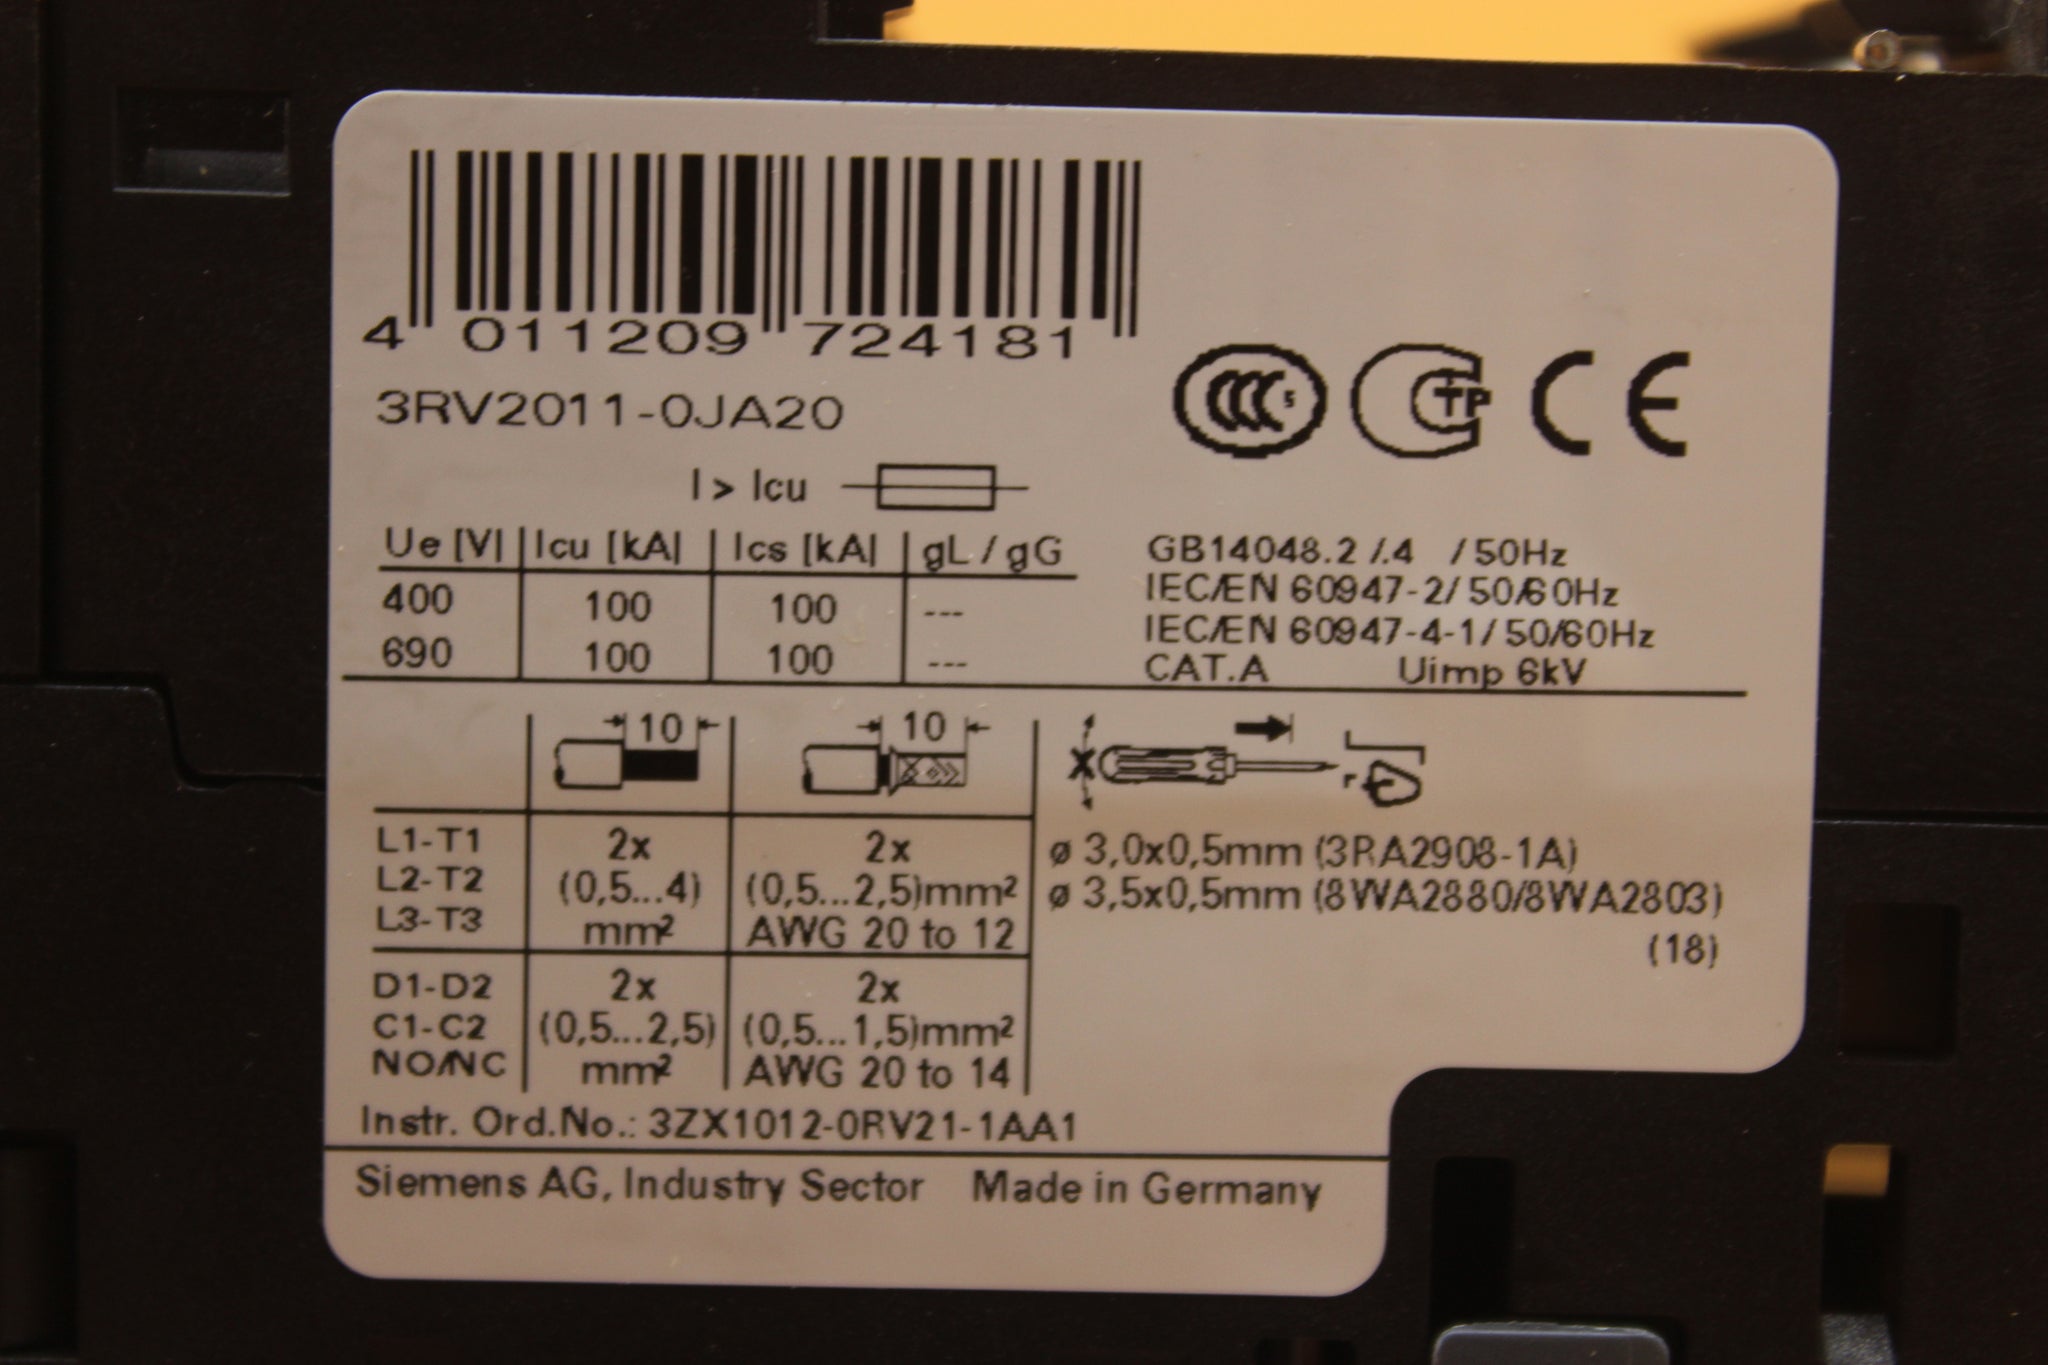 4 011209 724181
3RV2011-0JA20
CCC S
CTP CE
I > Icu
Ue [V] Icu [kA] Ics [kA] gL / gG
400 100 100 ---
690 100 100 ---
GB14048.2 /.4 / 50Hz
IEC/EN 60947-2/ 50/60Hz
IEC/EN 60947-4-1/ 50/60Hz
CAT.A Uimp 6kV
10 10
L1-T1 2x 2x
L2-T2 (0,5...4) (0,5...2,5)mm²
L3-T3 mm² AWG 20 to 12
ø 3,0x0,5mm (3RA2908-1A)
ø 3,5x0,5mm (8WA2880/8WA2803)
(18)
D1-D2 2x 2x
C1-C2 (0,5...2,5) (0,5...1,5)mm²
NO/NC mm² AWG 20 to 14
Instr. Ord.No.: 3ZX1012-0RV21-1AA1
Siemens AG, Industry Sector Made in Germany